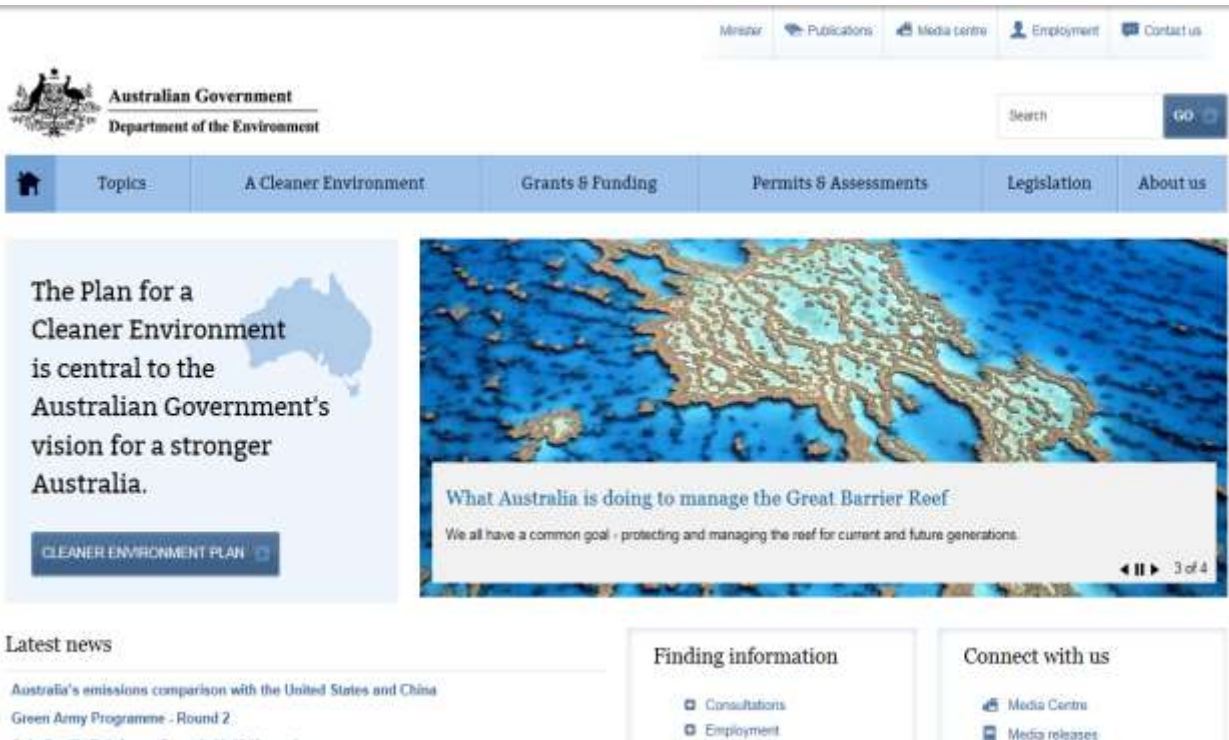 Minister Publications Media centre Employment Contact us
Australian Government
Department of the Environment
Search GO
Topics A Cleaner Environment Grants & Funding Permits & Assessments Legislation About us
The Plan for a
Cleaner Environment
is central to the
Australian Government's
vision for a stronger
Australia.
CLEANER ENVIRONMENT PLAN
What Australia is doing to manage the Great Barrier Reef
We all have a common goal - protecting and managing the reef for current and future generations.
3 of 4
Latest news
Australia's emissions comparison with the United States and China
Green Army Programme - Round 2
Finding information
Consultations
Employment
Connect with us
Media Centre
Media releases